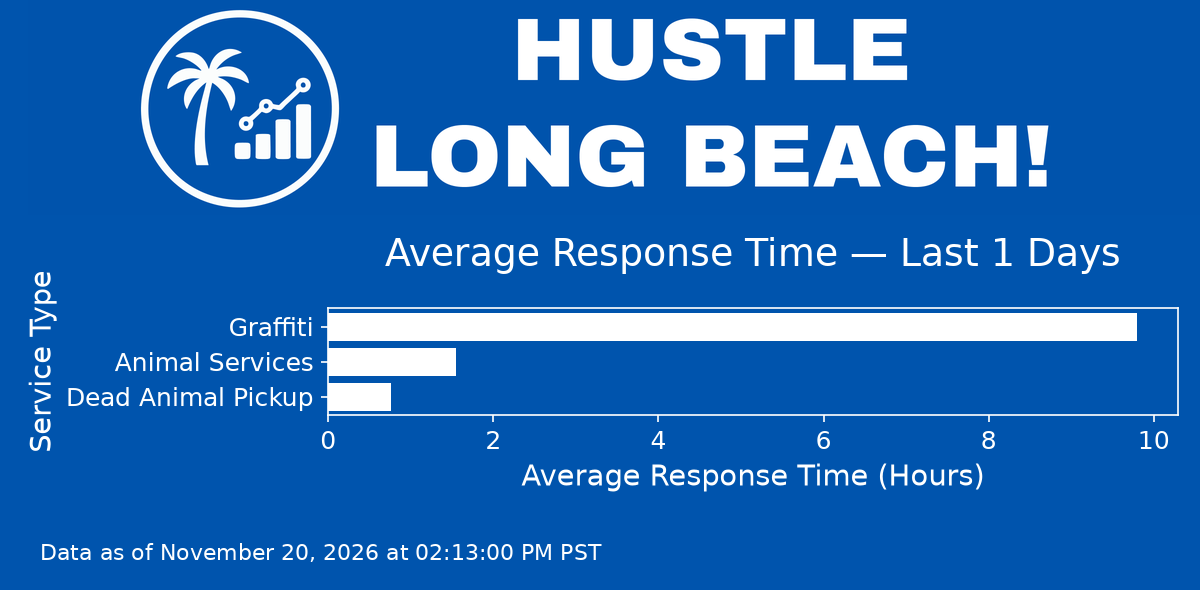 HUSTLE
LONG BEACH!
Average Response Time — Last 1 Days
Service Type
Graffiti
Animal Services
Dead Animal Pickup
0 2 4 6 8 10
Average Response Time (Hours)
Data as of November 20, 2026 at 02:13:00 PM PST